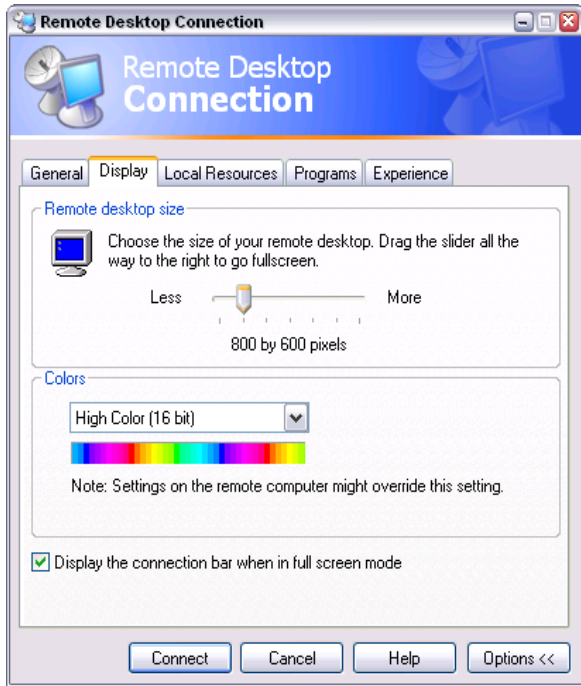 Remote Desktop Connection
Remote Desktop
Connection
General Display Local Resources Programs Experience
Remote desktop size
Choose the size of your remote desktop. Drag the slider all the
way to the right to go fullscreen.
Less More
800 by 600 pixels
Colors
High Color (16 bit)
Note: Settings on the remote computer might override this setting.
Display the connection bar when in full screen mode
Connect Cancel Help Options <<